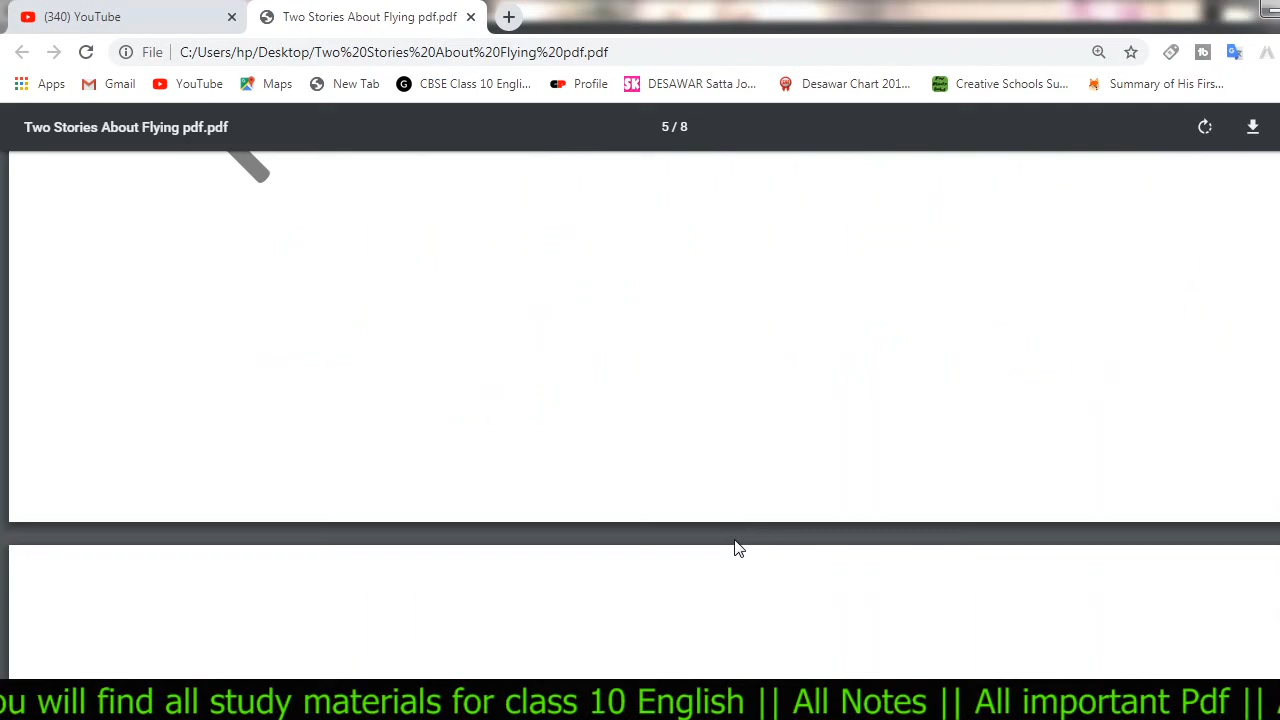 (340) YouTube
Two Stories About Flying pdf.pdf
File
C:/Users/hp/Desktop/Two%20Stories%20About%20Flying%20pdf.pdf
Apps
Gmail
YouTube
Maps
New Tab
CBSE Class 10 Engli...
Profile
DESAWAR Satta Jo...
Desawar Chart 201...
Creative Schools Su...
Summary of His Firs...
Two Stories About Flying pdf.pdf
5 / 8
ou will find all study materials for class 10 English || All Notes || All important Pdf ||